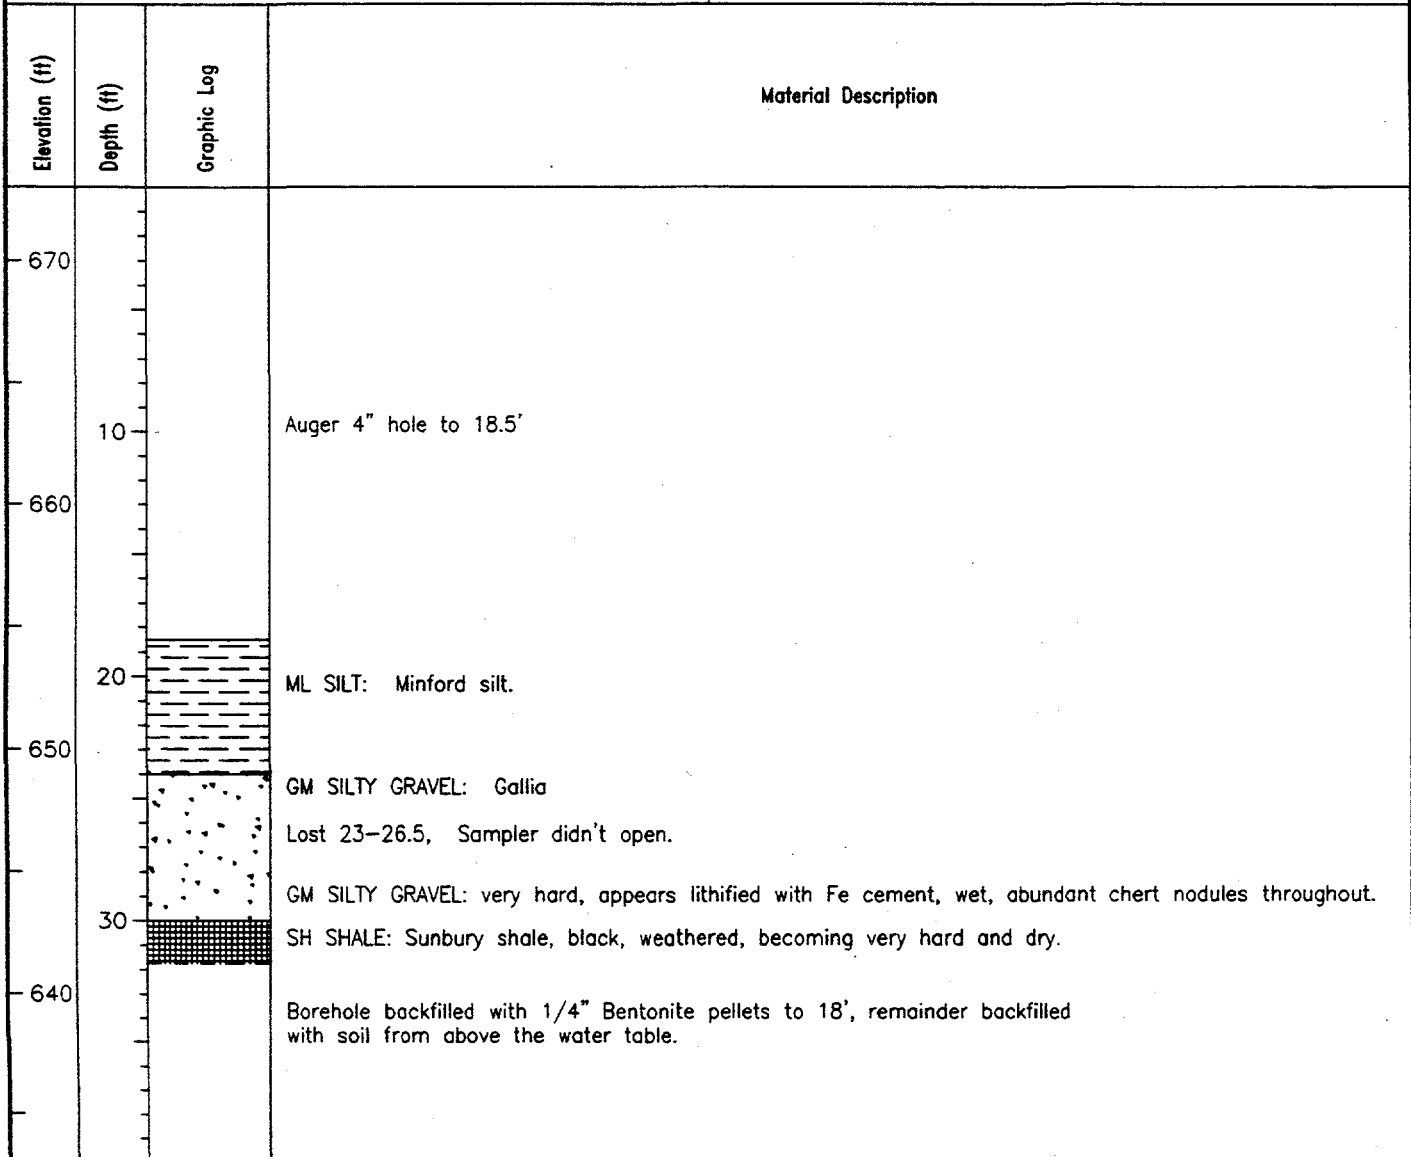 Elevation (ft)
Depth (ft)
Graphic Log
Material Description
670
10
Auger 4" hole to 18.5'
660
20
ML SILT: Minford silt.
650
GM SILTY GRAVEL: Gallia
Lost 23-26.5, Sampler didn't open.
GM SILTY GRAVEL: very hard, appears lithified with Fe cement, wet, abundant chert nodules throughout.
30
SH SHALE: Sunbury shale, black, weathered, becoming very hard and dry.
640
Borehole backfilled with 1/4" Bentonite pellets to 18', remainder backfilled
with soil from above the water table.